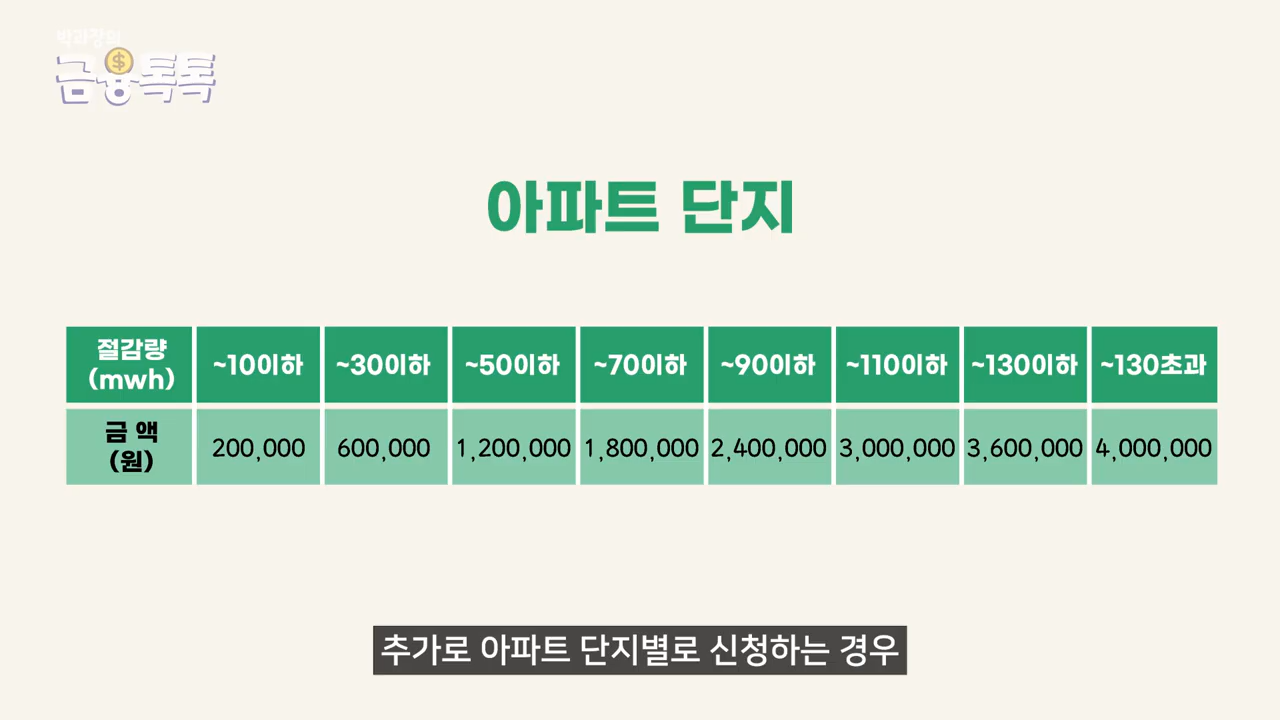 박과장의
금융톡톡
아파트 단지
절감량 (mwh) ~10이하 ~30이하 ~50이하 ~70이하 ~90이하 ~110이하 ~130이하 ~130초과
금 액 (원) 200,000 600,000 1,200,000 1,800,000 2,400,000 3,000,000 3,600,000 4,000,000
추가로 아파트 단지별로 신청하는 경우